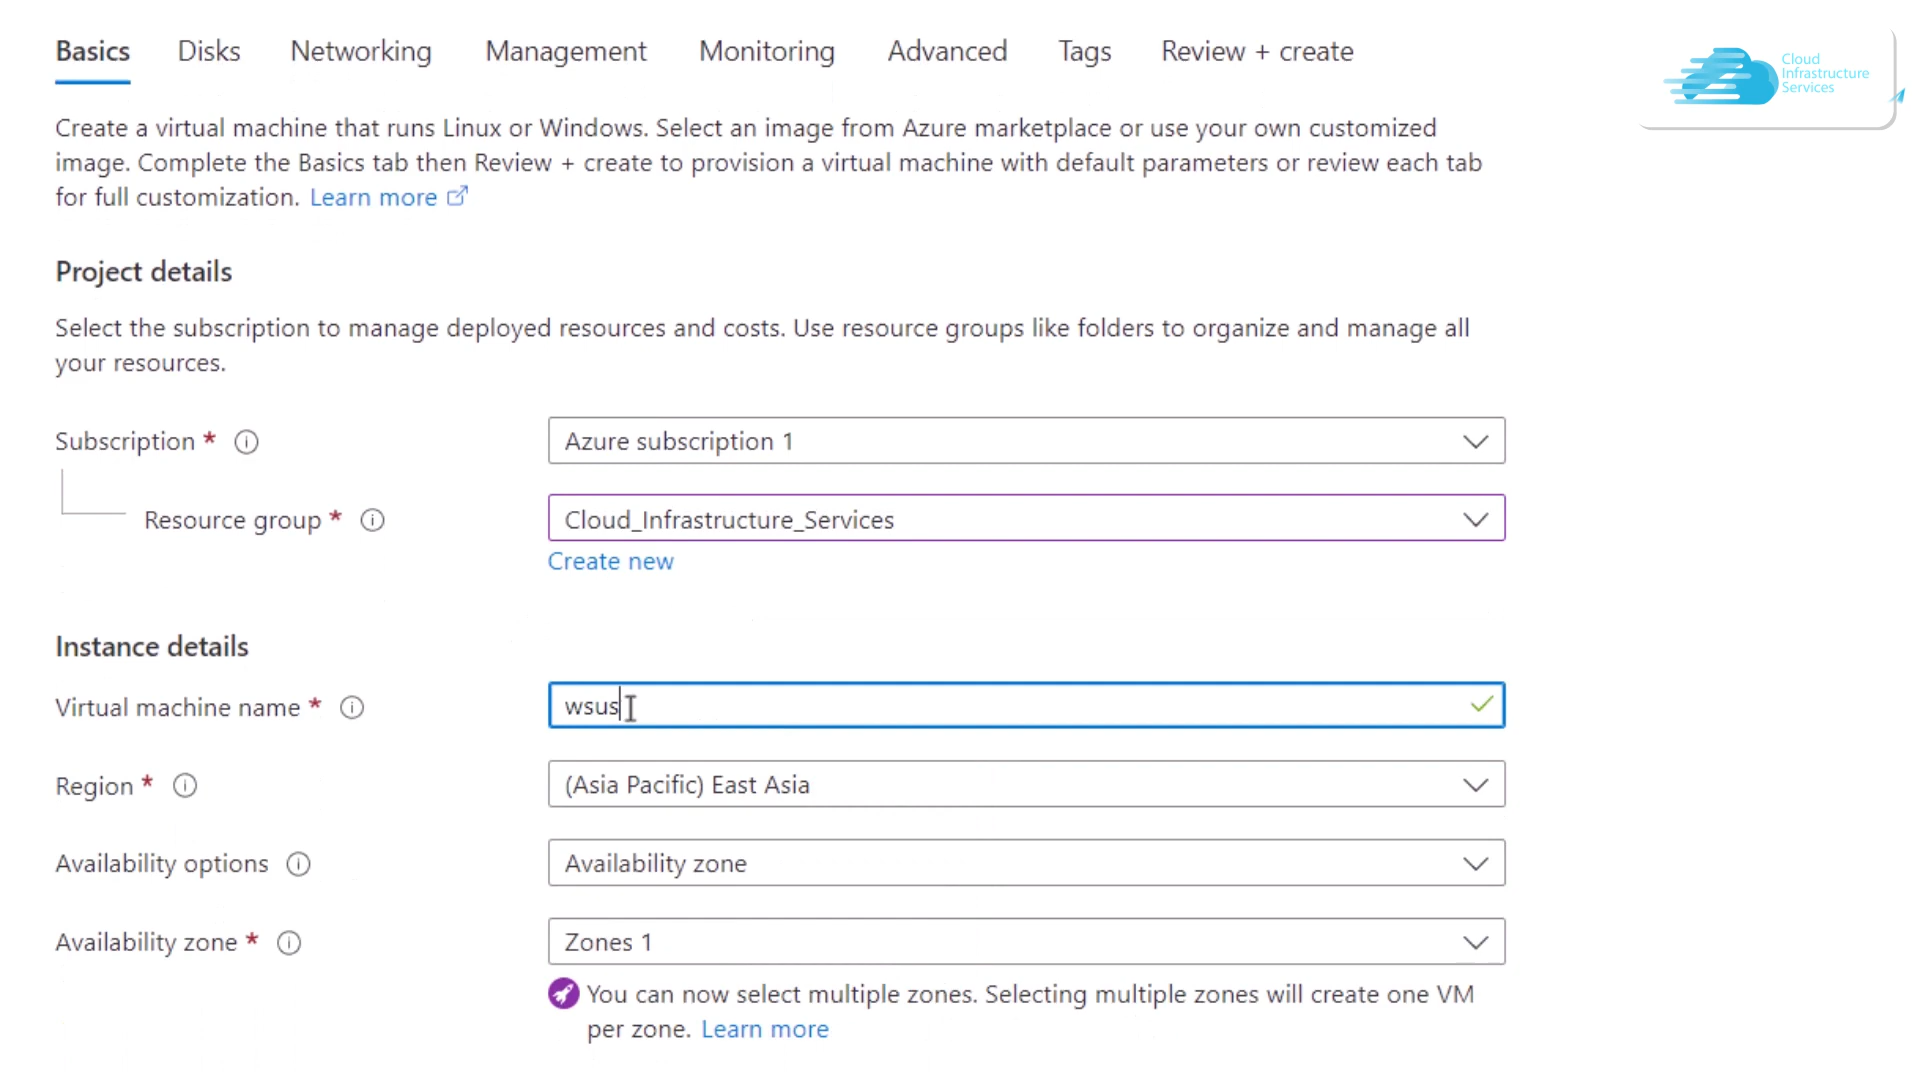 Basics Disks Networking Management Monitoring Advanced Tags Review + create
Cloud
Infrastructure
Services
Create a virtual machine that runs Linux or Windows. Select an image from Azure marketplace or use your own customized
image. Complete the Basics tab then Review + create to provision a virtual machine with default parameters or review each tab
for full customization. Learn more
Project details
Select the subscription to manage deployed resources and costs. Use resource groups like folders to organize and manage all
your resources.
Subscription * Azure subscription 1
Resource group * Cloud_Infrastructure_Services
Create new
Instance details
Virtual machine name * wsus
Region * (Asia Pacific) East Asia
Availability options Availability zone
Availability zone * Zones 1
You can now select multiple zones. Selecting multiple zones will create one VM
per zone. Learn more